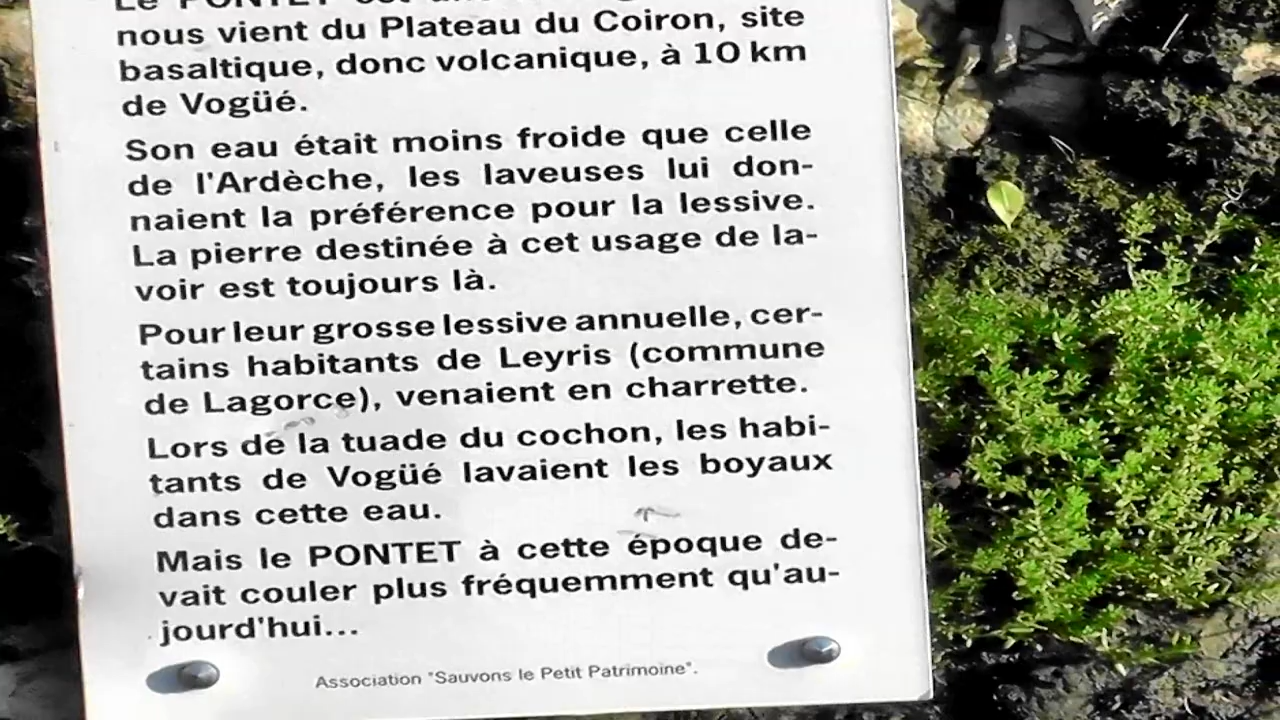 Le PONTET est une
nous vient du Plateau du Coiron, site
basaltique, donc volcanique, à 10 km
de Vogüé.
Son eau était moins froide que celle
de l'Ardèche, les laveuses lui don-
naient la préférence pour la lessive.
La pierre destinée à cet usage de la-
voir est toujours là.
Pour leur grosse lessive annuelle, cer-
tains habitants de Leyris (commune
de Lagorce), venaient en charrette.
Lors de la tuade du cochon, les habi-
tants de Vogüé lavaient les boyaux
dans cette eau.
Mais le PONTET à cette époque de-
vait couler plus fréquemment qu'au-
jourd'hui...
Association "Sauvons le Petit Patrimoine".